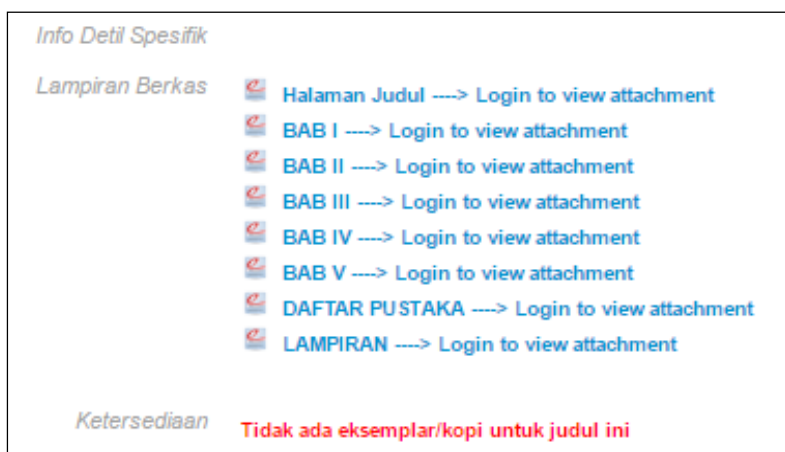 Info Detil Spesifik
Lampiran Berkas
Halaman Judul ----> Login to view attachment
BAB I ----> Login to view attachment
BAB II ----> Login to view attachment
BAB III ----> Login to view attachment
BAB IV ----> Login to view attachment
BAB V ----> Login to view attachment
DAFTAR PUSTAKA ----> Login to view attachment
LAMPIRAN ----> Login to view attachment
Ketersediaan
Tidak ada eksemplar/kopi untuk judul ini